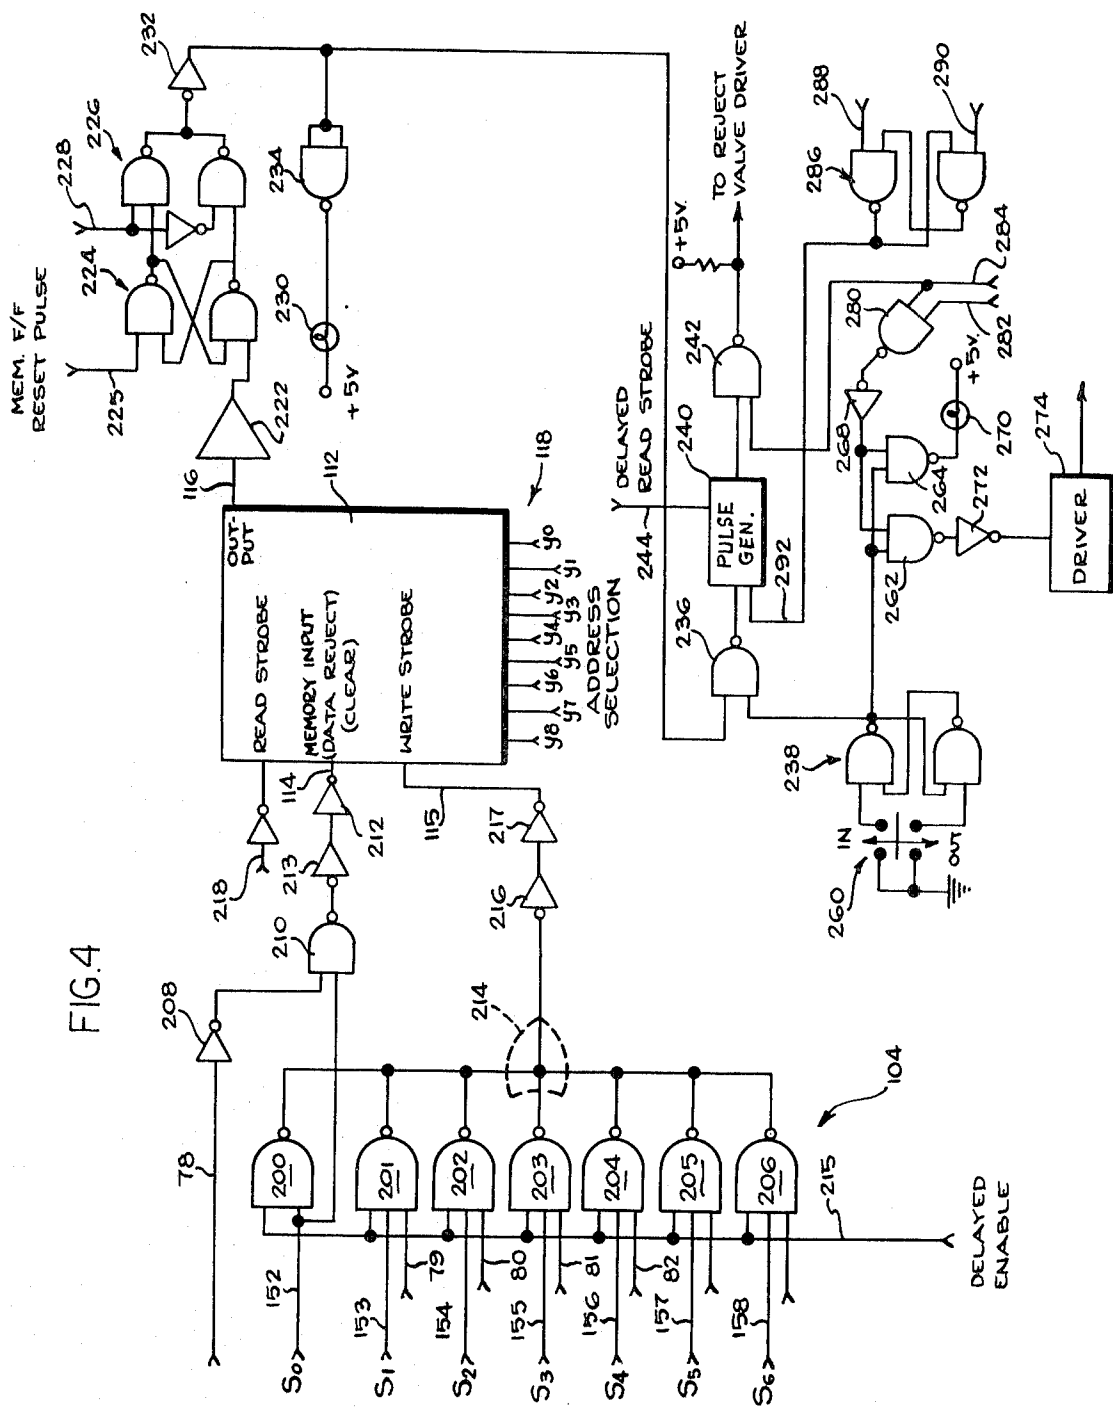 FIG.4
MEM. F/F
RESET PULSE
225
224
228
226
232
116
222
+5V
230
234
OUT-
PUT
112
118
READ STROBE
MEMORY INPUT
(DATA REJECT)
(CLEAR)
WRITE STROBE
y8
y7
y6
y5
y4
y3
y2
y1
y0
ADDRESS
SELECTION
218
114
212
213
210
208
78
115
217
216
214
104
200
201
202
203
204
205
206
215
DELAYED
ENABLE
152
153
154
155
156
157
158
79
80
81
82
S0
S1
S2
S3
S4
S5
S6
DELAYED
READ STROBE
244
240
PULSE
GEN.
292
236
242
+5V.
TO REJECT
VALVE DRIVER
288
286
290
284
282
280
268
264
262
+5V.
270
272
274
DRIVER
238
IN
OUT
260